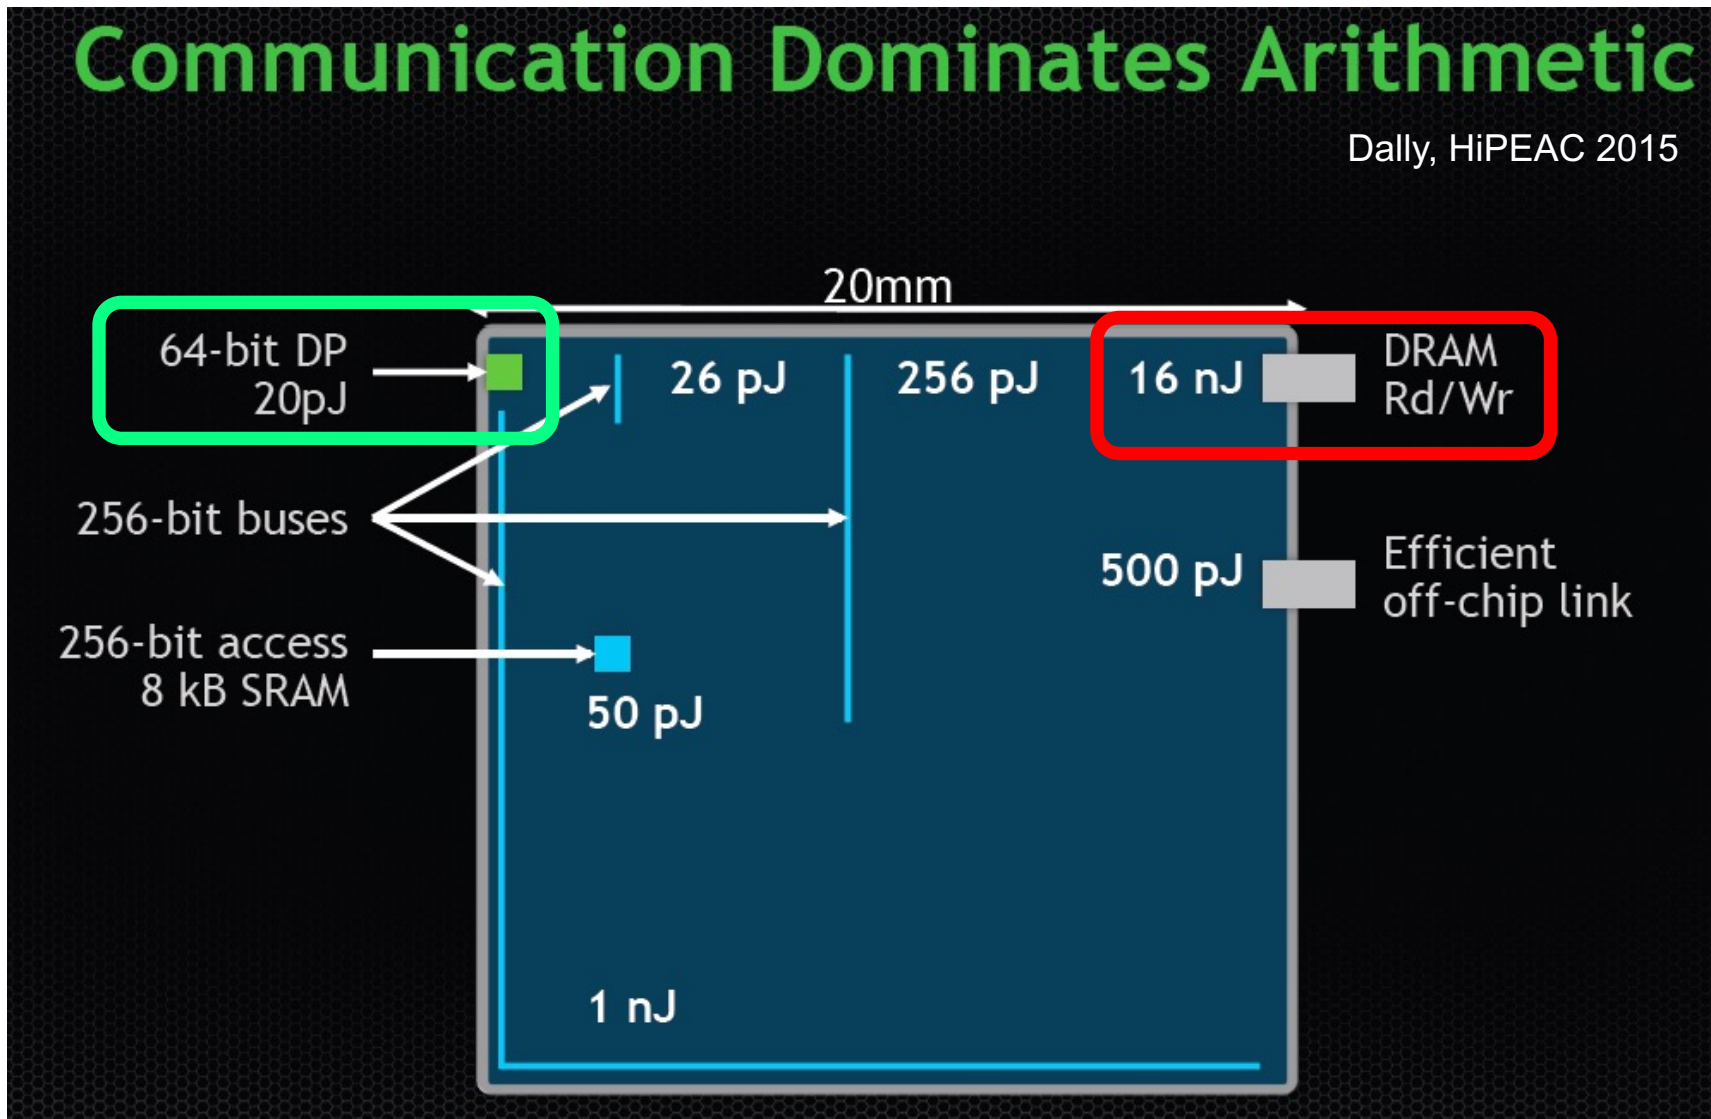 Communication Dominates Arithmetic
Dally, HiPEAC 2015
20mm
64-bit DP
20pJ
26 pJ
256 pJ
16 nJ
DRAM
Rd/Wr
256-bit buses
500 pJ
Efficient
off-chip link
256-bit access
8 kB SRAM
50 pJ
1 nJ